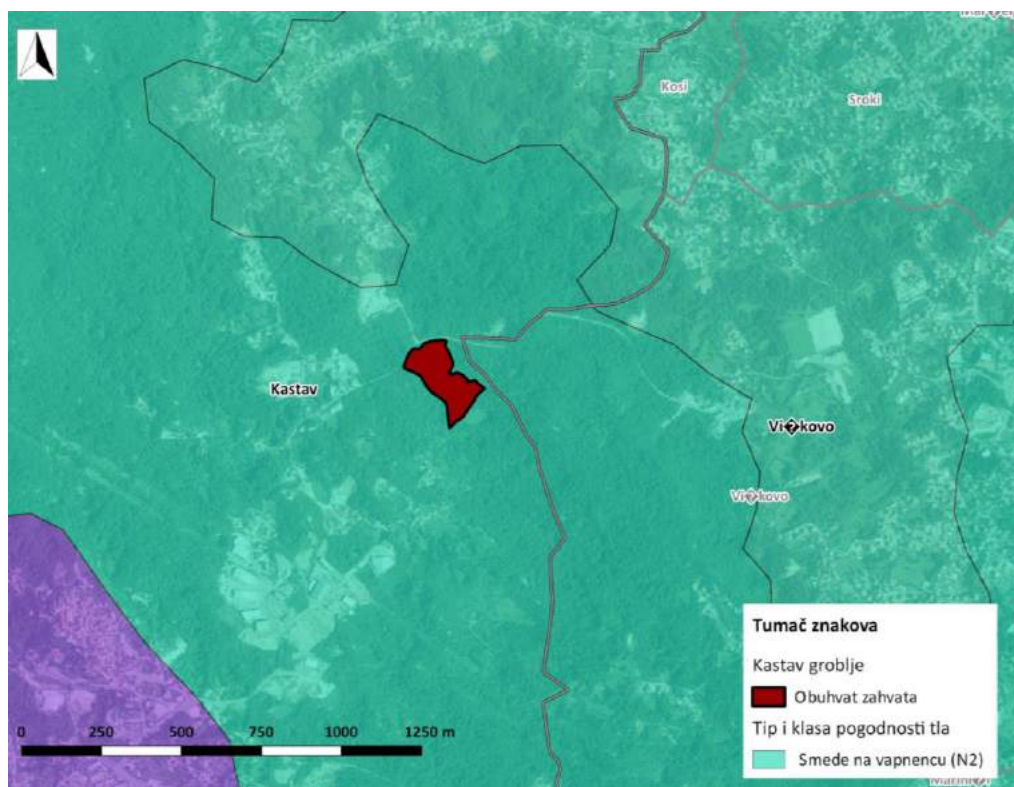 Kosi
Sroki
Kastav
Vi�kovo
Vi�kovo
Tumač znakova
Kastav groblje
Obuhvat zahvata
Tip i klasa pogodnosti tla
Smeđe na vapnencu (N2)
0 250 500 750 1000 1250 m